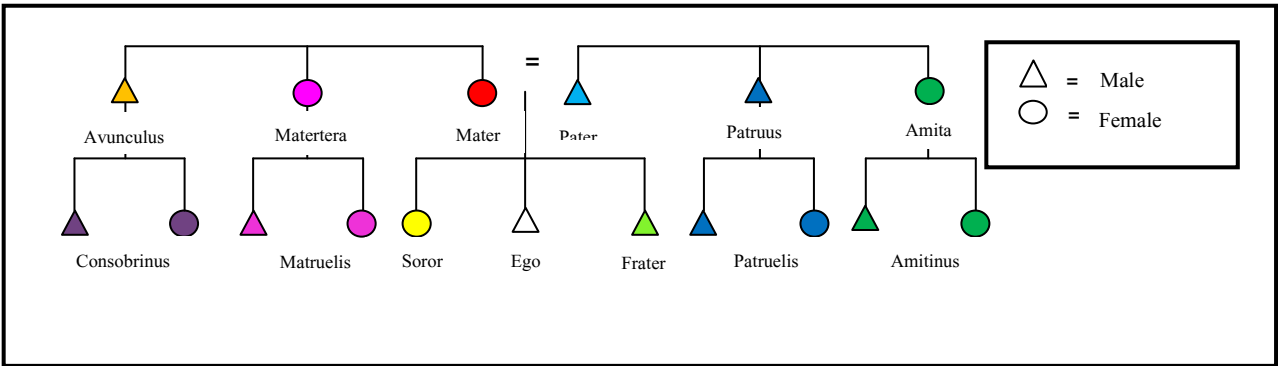 =
= Male
= Female
Avunculus Matertera Mater Pater Patruus Amita
Consobrinus Matruelis Soror Ego Frater Patruelis Amitinus